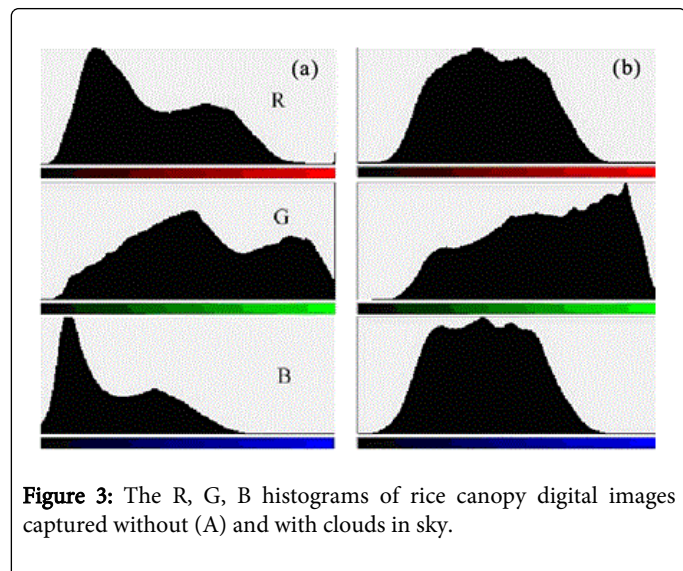 (a) (b)
R
G
B
Figure 3: The R, G, B histograms of rice canopy digital images
captured without (A) and with clouds in sky.